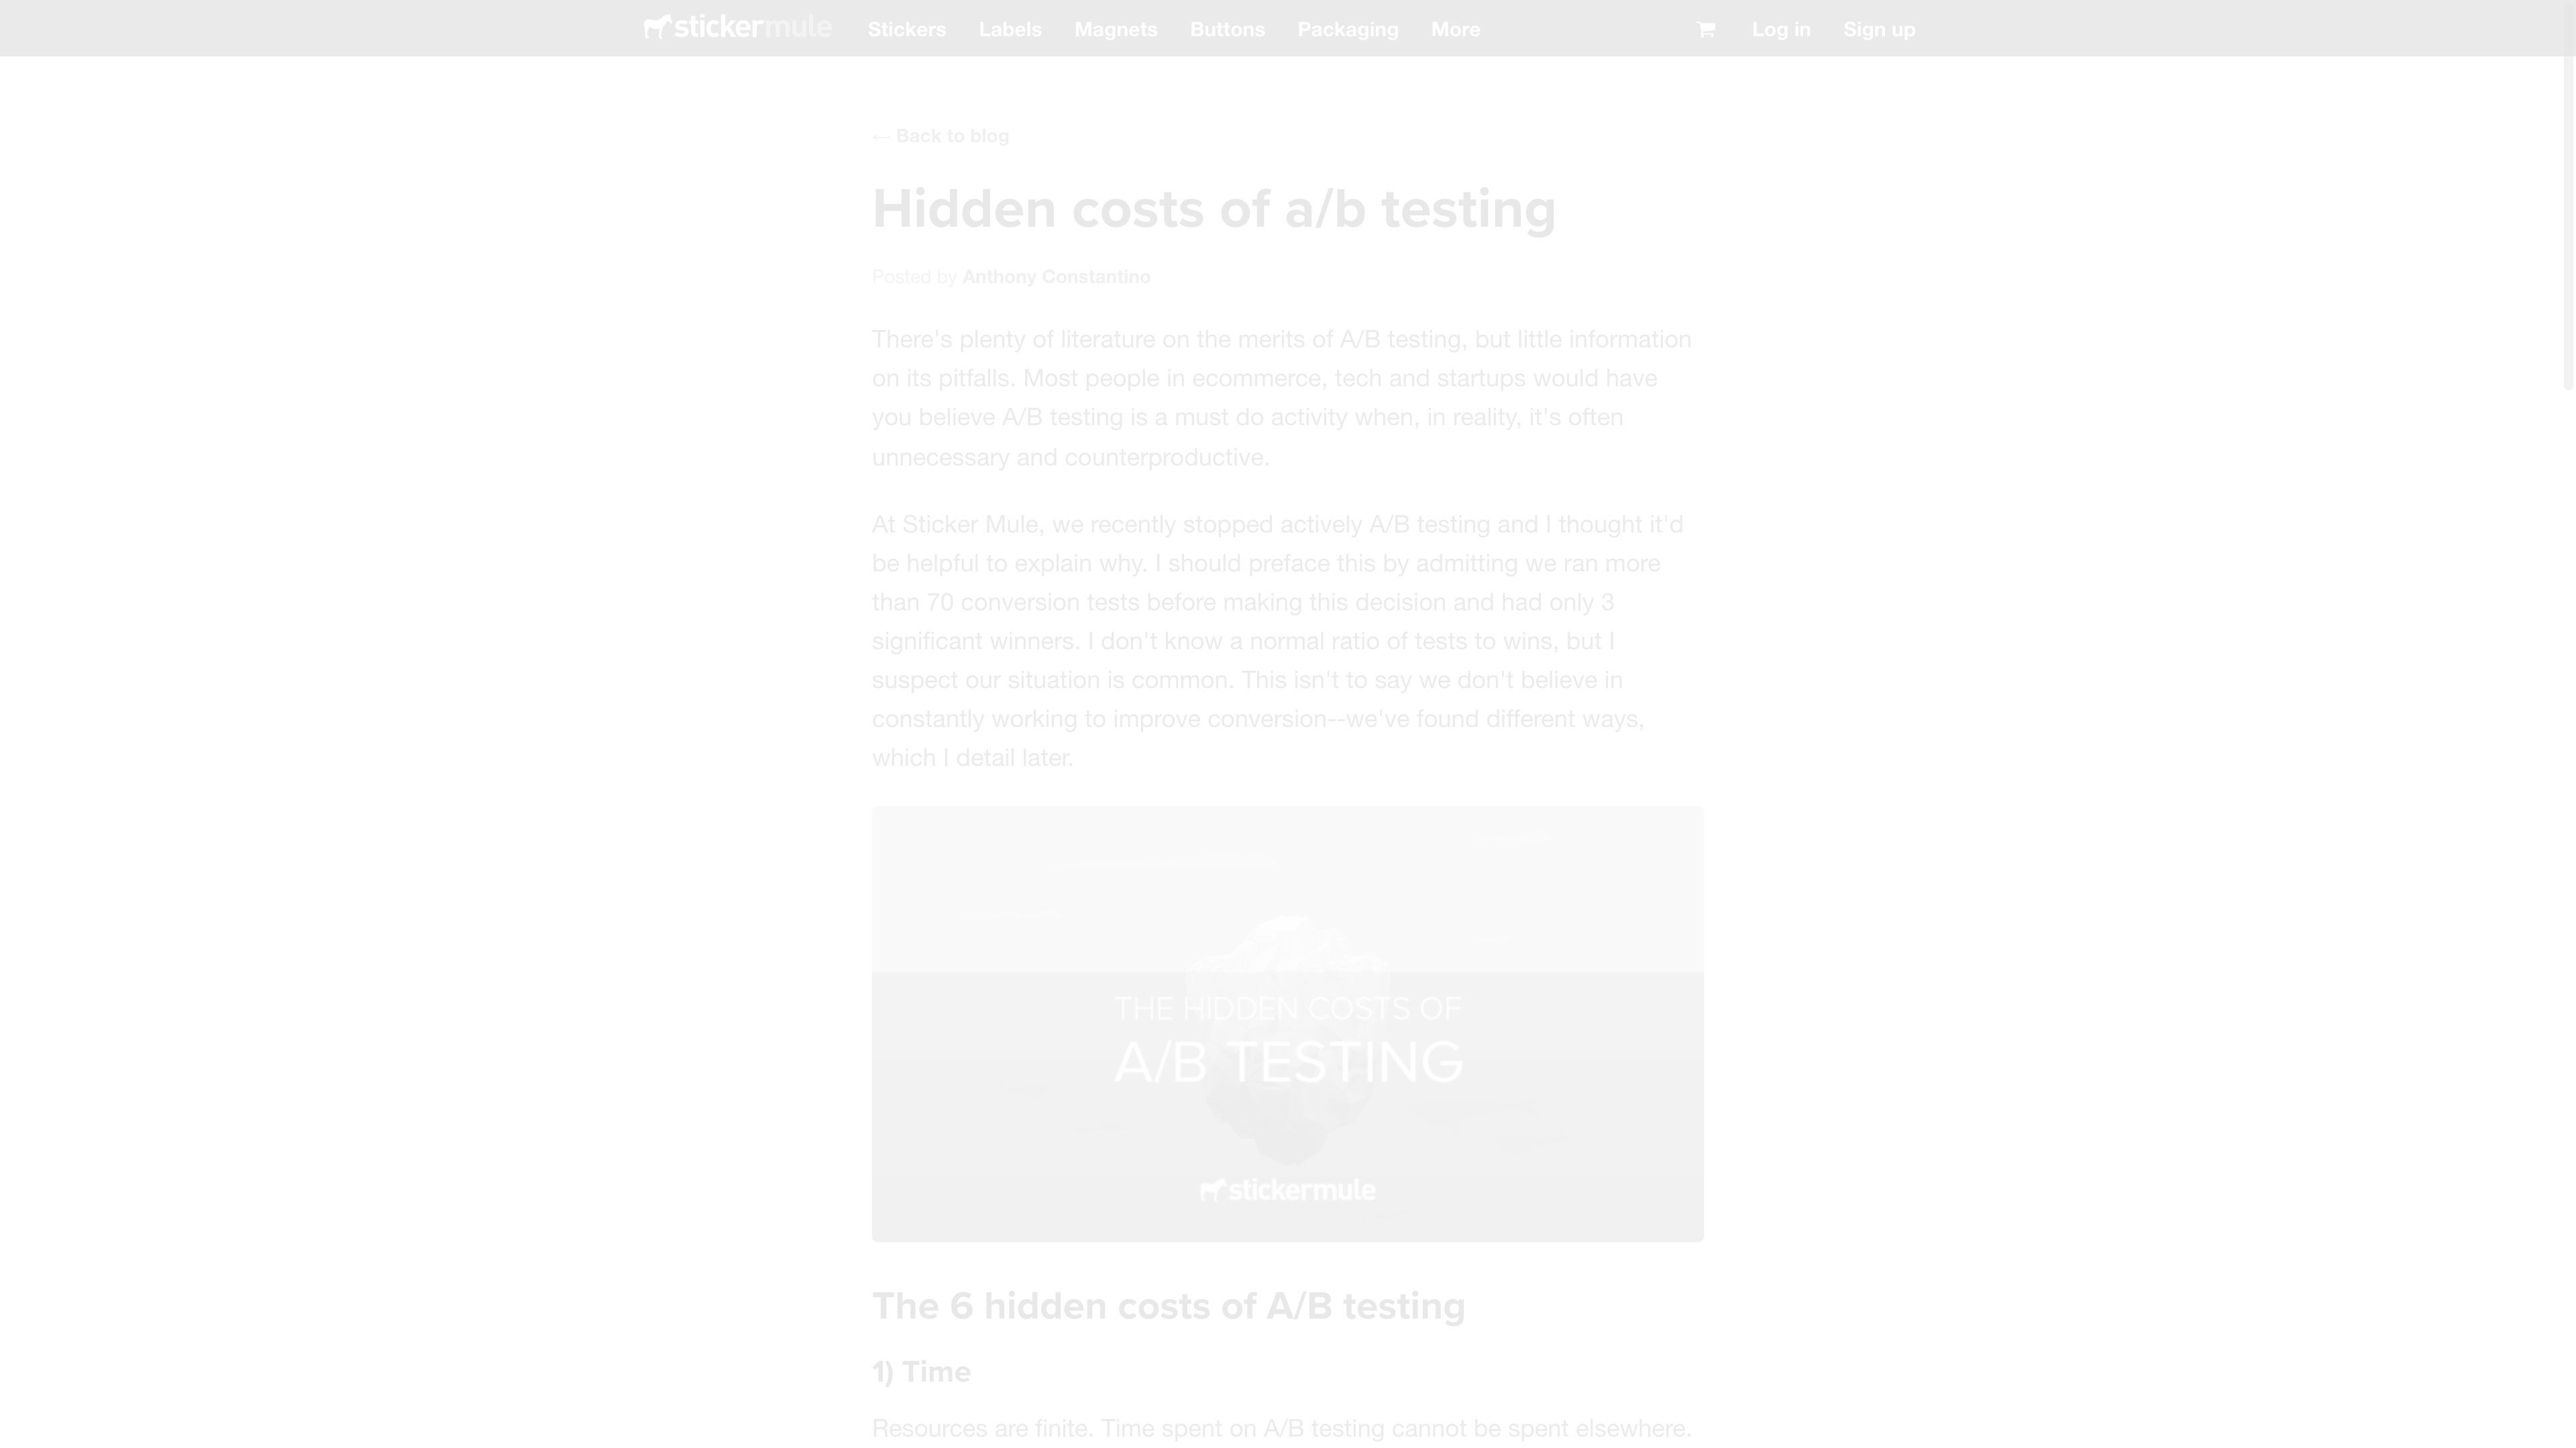 stickermule Stickers Labels Magnets Buttons Packaging More Log in Sign up
← Back to blog
Hidden costs of a/b testing
Posted by Anthony Constantino
There's plenty of literature on the merits of A/B testing, but little information
on its pitfalls. Most people in ecommerce, tech and startups would have
you believe A/B testing is a must do activity when, in reality, it's often
unnecessary and counterproductive.
At Sticker Mule, we recently stopped actively A/B testing and I thought it'd
be helpful to explain why. I should preface this by admitting we ran more
than 70 conversion tests before making this decision and had only 3
significant winners. I don't know a normal ratio of tests to wins, but I
suspect our situation is common. This isn't to say we don't believe in
constantly working to improve conversion--we've found different ways,
which I detail later.
THE HIDDEN COSTS OF
A/B TESTING
stickermule
The 6 hidden costs of A/B testing
1) Time
Resources are finite. Time spent on A/B testing cannot be spent elsewhere.